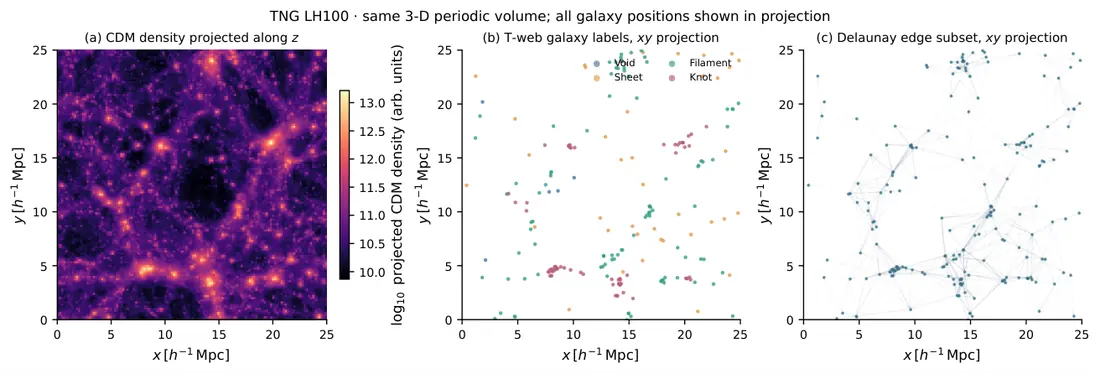 TNG LH100 · same 3-D periodic volume; all galaxy positions shown in projection
(a) CDM density projected along z
25
20
15
10
5
0
0 5 10 15 20 25
x [h⁻¹ Mpc]
y [h⁻¹ Mpc]
13.0
12.5
12.0
11.5
11.0
10.5
10.0
log₁₀ projected CDM density (arb. units)
(b) T-web galaxy labels, xy projection
Void Filament
Sheet Knot
25
20
15
10
5
0
0 5 10 15 20 25
x [h⁻¹ Mpc]
y [h⁻¹ Mpc]
(c) Delaunay edge subset, xy projection
25
20
15
10
5
0
0 5 10 15 20 25
x [h⁻¹ Mpc]
y [h⁻¹ Mpc]